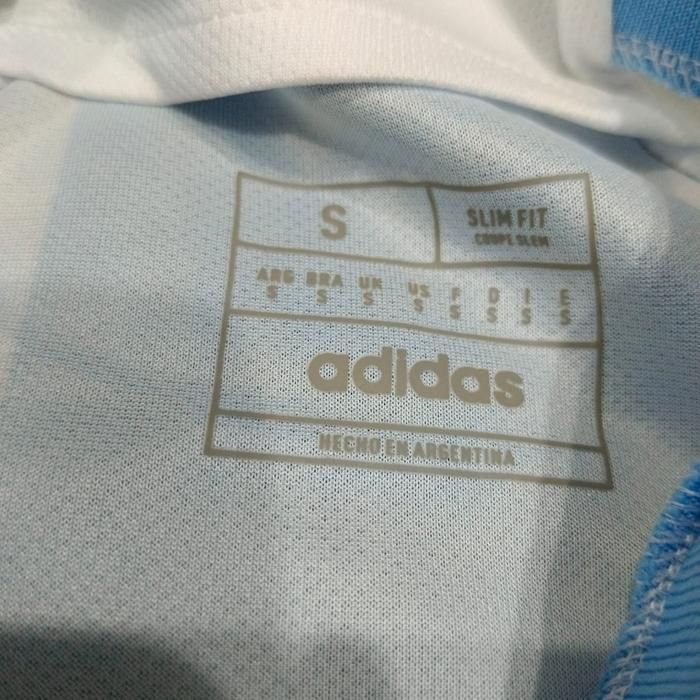 S
SLIM FIT
COUPE SLIM
ARG BRA UK US F D I E
S S S S S S S S
adidas
HECHO EN ARGENTINA